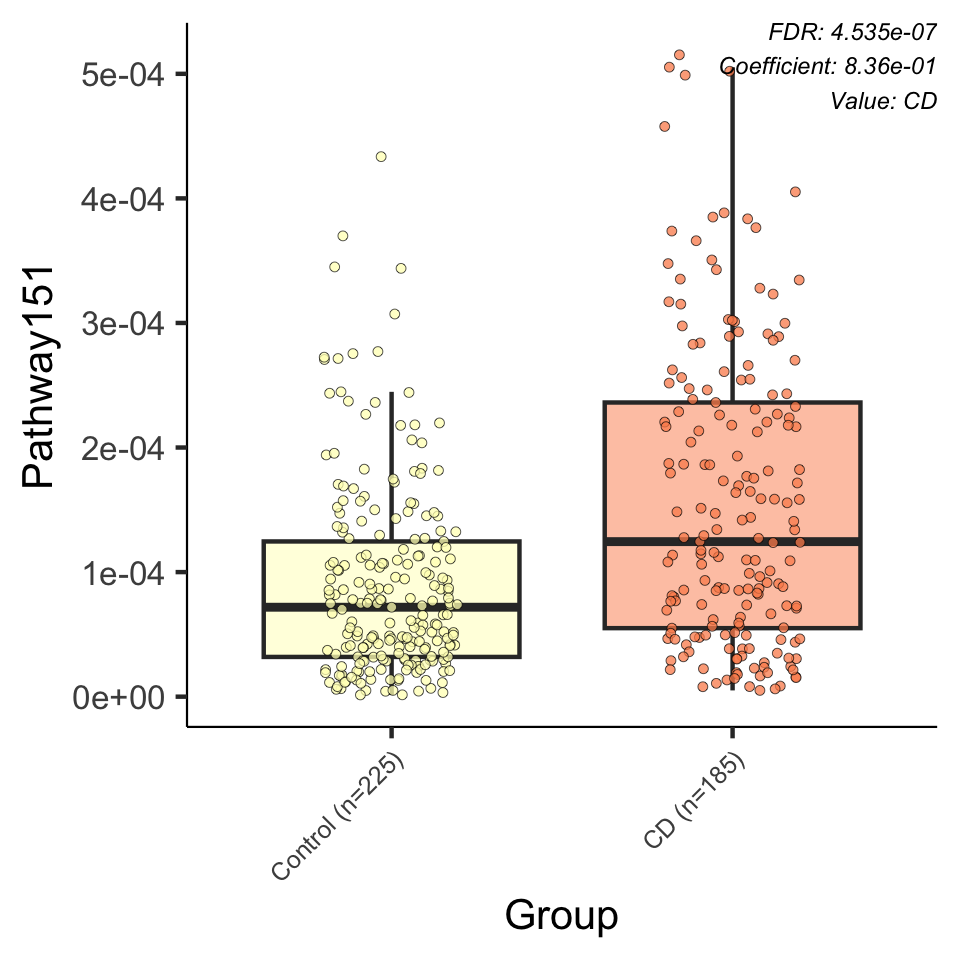 FDR: 4.535e-07
Coefficient: 8.36e-01
Value: CD
5e-04
4e-04
3e-04
2e-04
1e-04
0e+00
Pathway151
Control (n=225)
CD (n=185)
Group